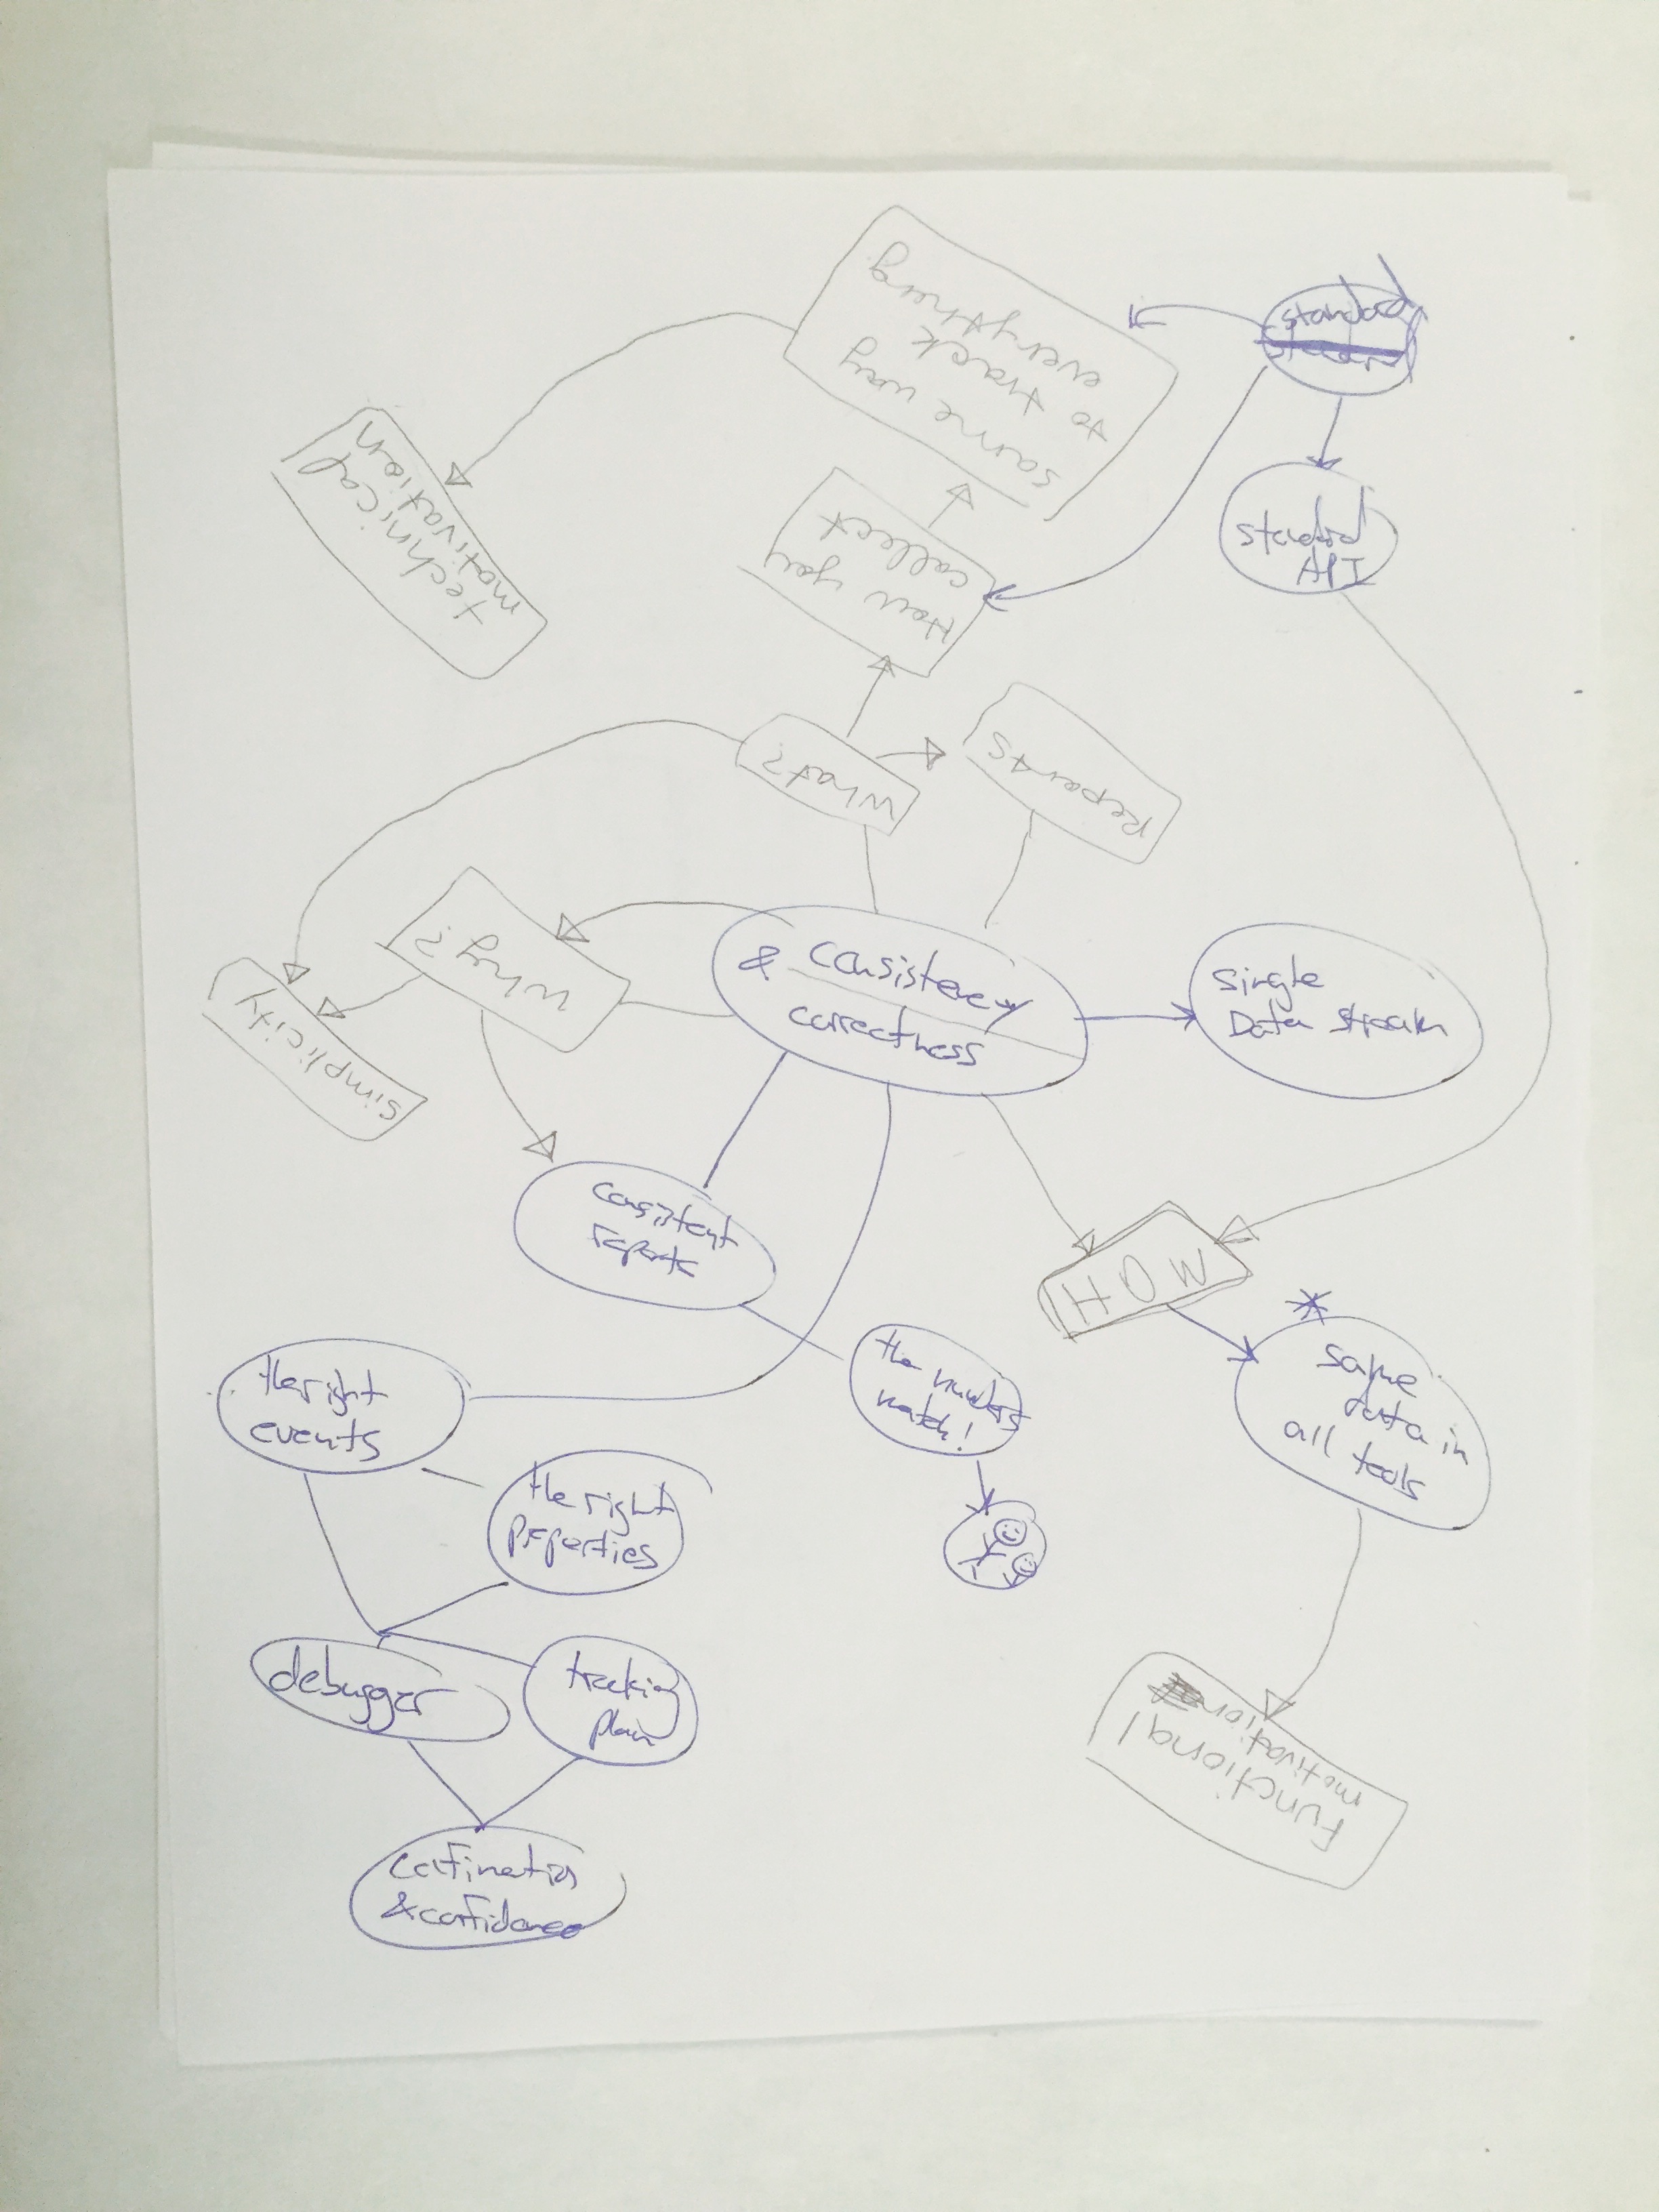 same way
to track
everything
standard
standard
API
technical
motivation
How you
collect
What?
Reports
Why?
& Consistency
correctness
Single
Data Stream
simplicity
Consistent
reports
HOW
*
same
data in
all tools
the numbers
match!
the right
events
the right
properties
debugger
tracking
plan
Functional
motivation
&confidence